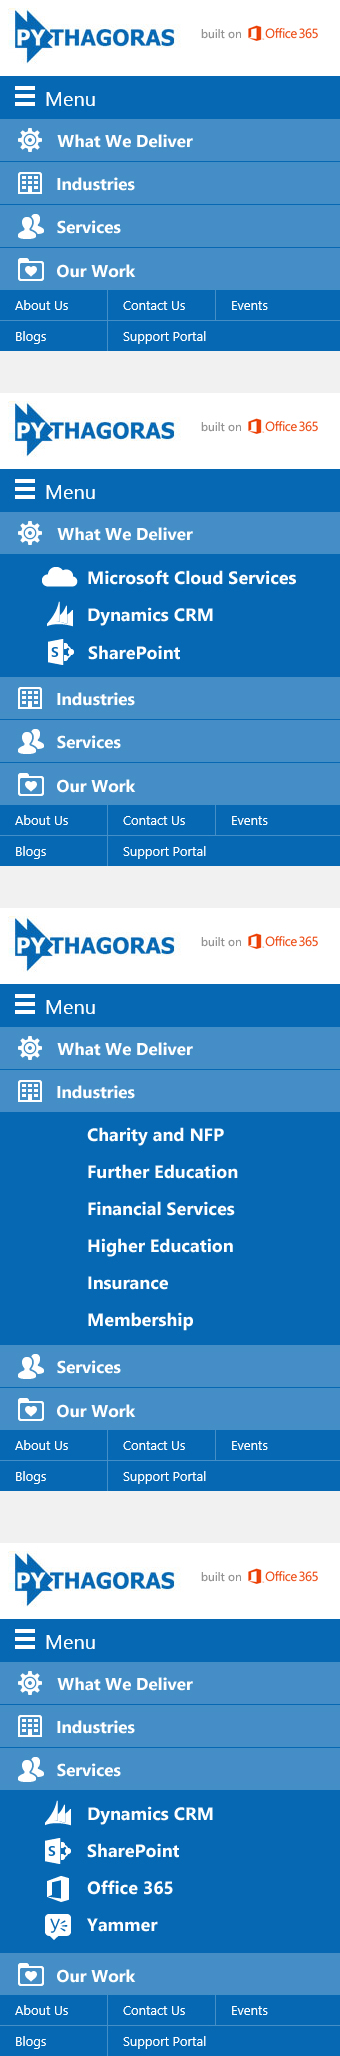 PYTHAGORAS built on Office 365
Menu
What We Deliver
Industries
Services
Our Work
About Us Contact Us Events
Blogs Support Portal
PYTHAGORAS built on Office 365
Menu
What We Deliver
Microsoft Cloud Services
Dynamics CRM
S SharePoint
Industries
Services
Our Work
About Us Contact Us Events
Blogs Support Portal
PYTHAGORAS built on Office 365
Menu
What We Deliver
Industries
Charity and NFP
Further Education
Financial Services
Higher Education
Insurance
Membership
Services
Our Work
About Us Contact Us Events
Blogs Support Portal
PYTHAGORAS built on Office 365
Menu
What We Deliver
Industries
Services
Dynamics CRM
S SharePoint
Office 365
Y Yammer
Our Work
About Us Contact Us Events
Blogs Support Portal